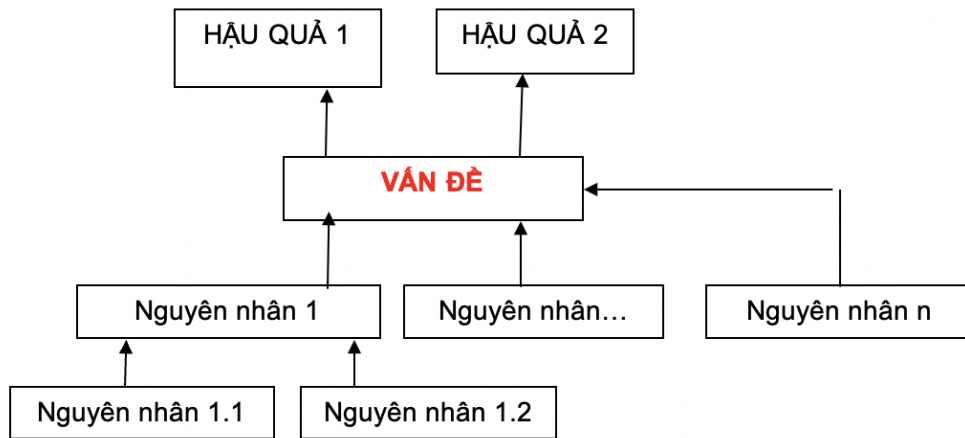 HẬU QUẢ 1
HẬU QUẢ 2
VẤN ĐỀ
Nguyên nhân 1
Nguyên nhân...
Nguyên nhân n
Nguyên nhân 1.1
Nguyên nhân 1.2